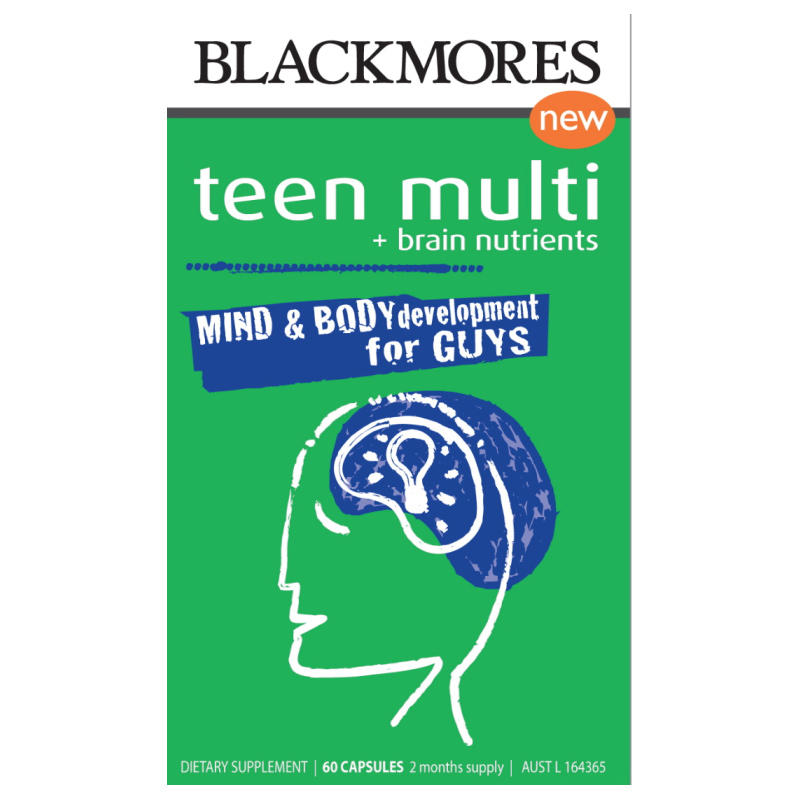 BLACKMORES
new
teen multi
+ brain nutrients
MIND & BODY development
for GUYS
DIETARY SUPPLEMENT | 60 CAPSULES 2 months supply | AUST L 164365